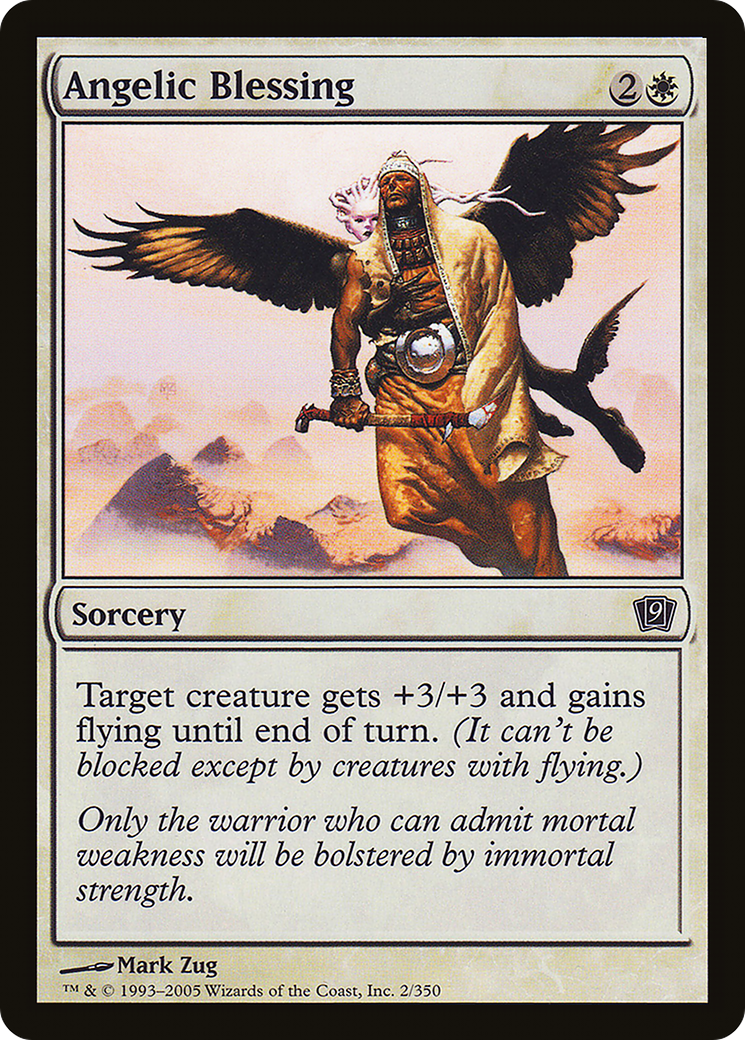 Angelic Blessing 2
Sorcery 9
Target creature gets +3/+3 and gains
flying until end of turn. (It can't be
blocked except by creatures with flying.)
Only the warrior who can admit mortal
weakness will be bolstered by immortal
strength.
Mark Zug
™ & © 1993–2005 Wizards of the Coast, Inc. 2/350